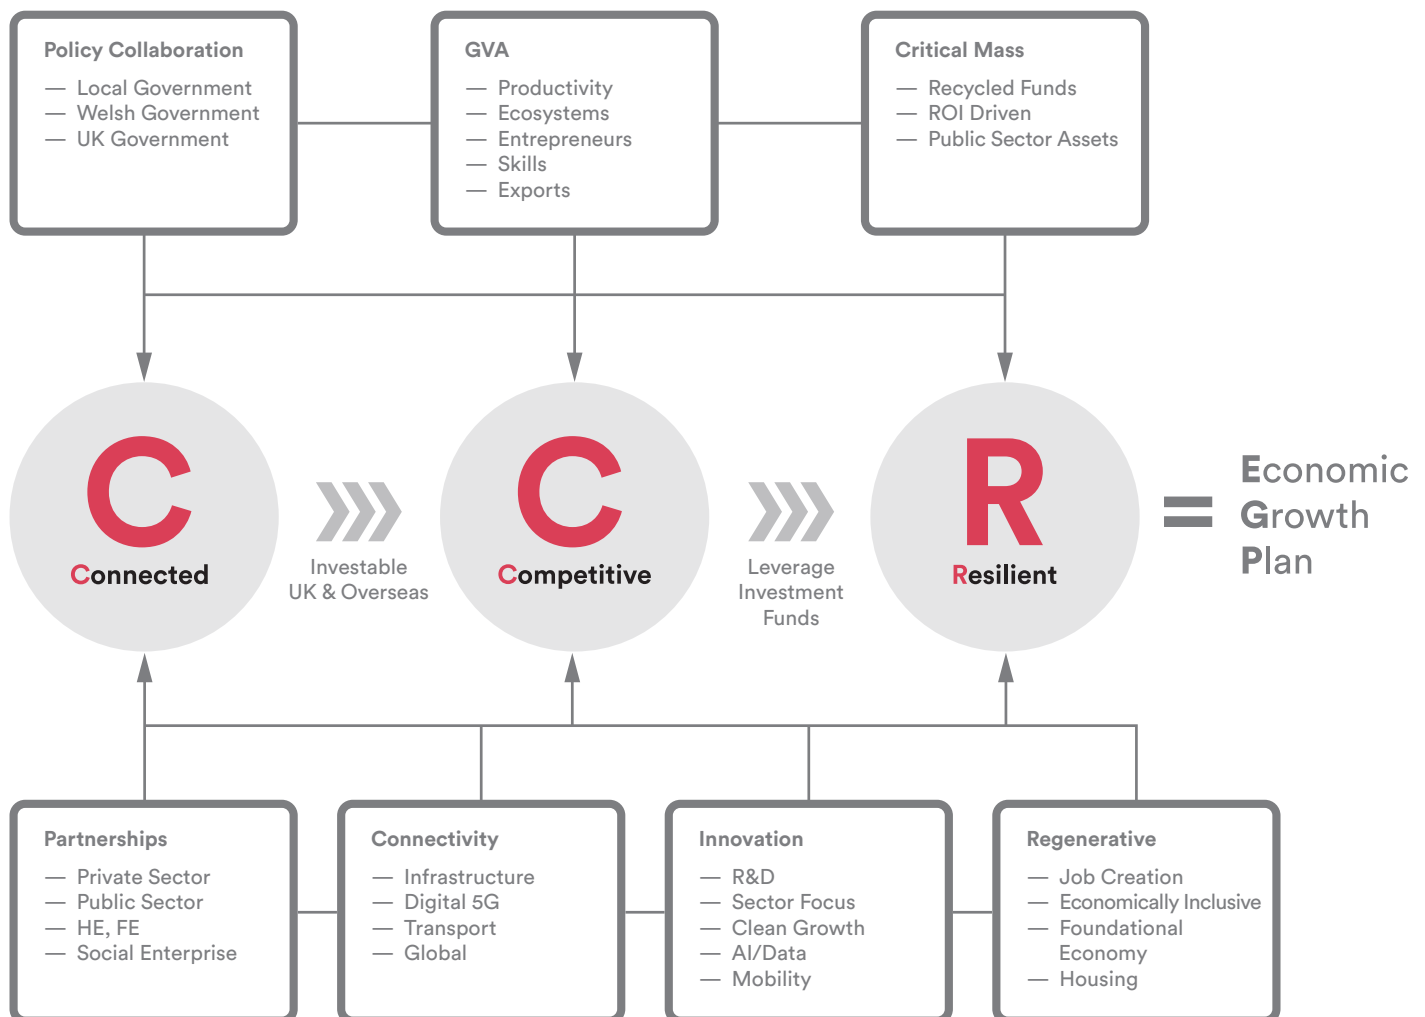 Policy Collaboration
— Local Government
— Welsh Government
— UK Government
GVA
— Productivity
— Ecosystems
— Entrepreneurs
— Skills
— Exports
Critical Mass
— Recycled Funds
— ROI Driven
— Public Sector Assets
C
Connected
Investable
UK & Overseas
C
Competitive
Leverage
Investment
Funds
R
Resilient
=
Economic
Growth
Plan
Partnerships
— Private Sector
— Public Sector
— HE, FE
— Social Enterprise
Connectivity
— Infrastructure
— Digital 5G
— Transport
— Global
Innovation
— R&D
— Sector Focus
— Clean Growth
— AI/Data
— Mobility
Regenerative
— Job Creation
— Economically Inclusive
— Foundational
Economy
— Housing